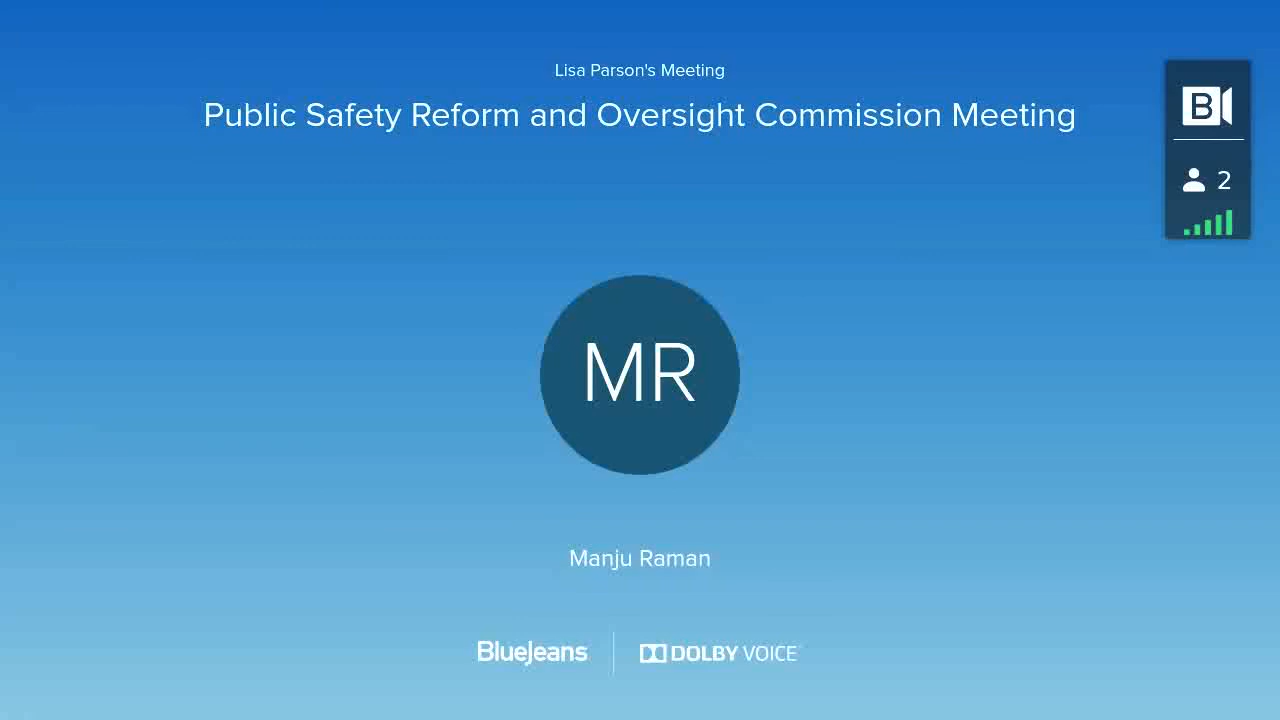 Lisa Parson's Meeting
Public Safety Reform and Oversight Commission Meeting
B
2
MR
Manju Raman
BlueJeans
DOLBY VOICE